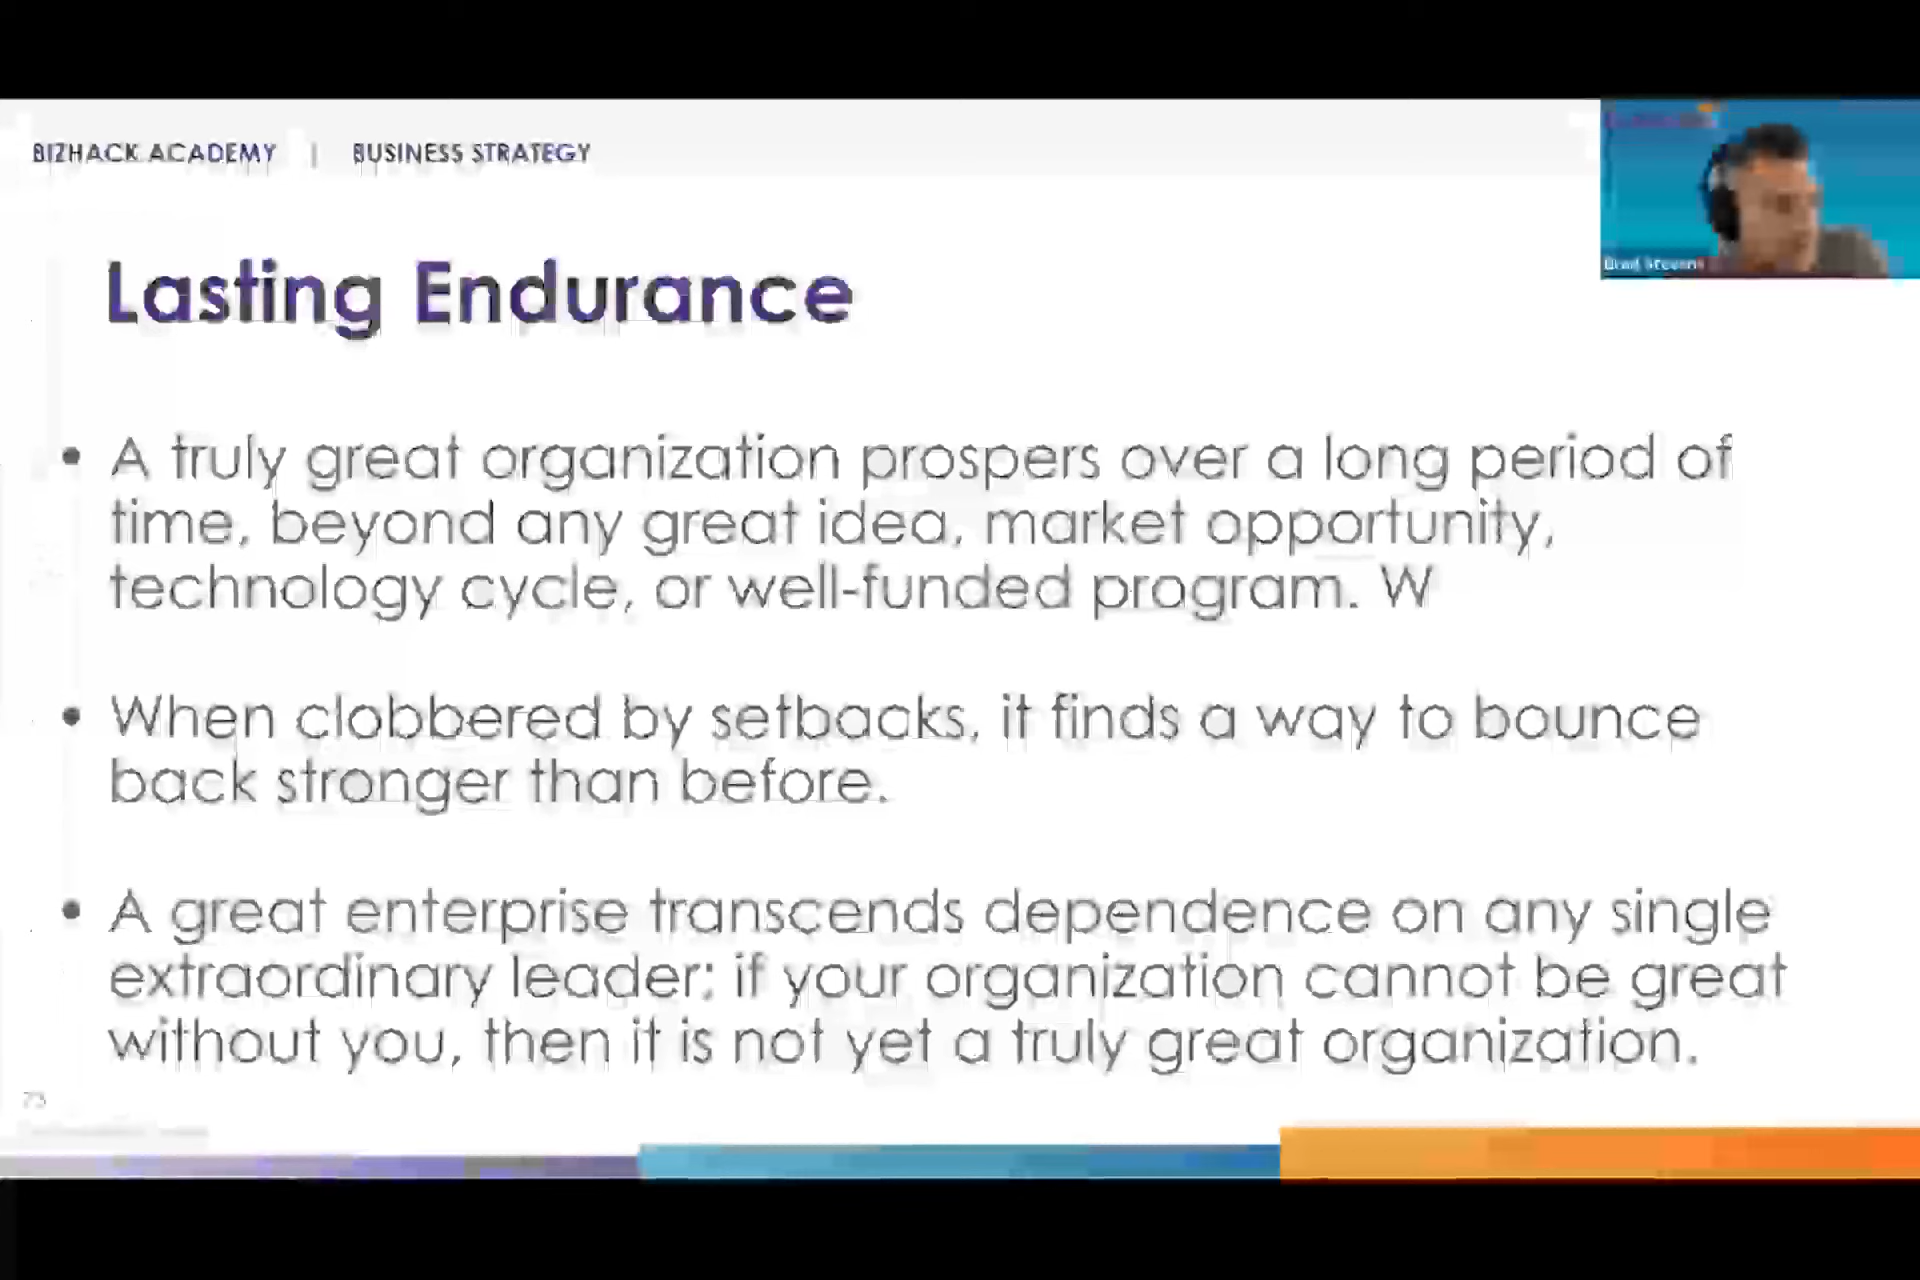 BIZHACK ACADEMY | BUSINESS STRATEGY
Brad Stevens
Lasting Endurance
• A truly great organization prospers over a long period of
time, beyond any great idea, market opportunity,
technology cycle, or well-funded program. W
• When clobbered by setbacks, it finds a way to bounce
back stronger than before.
• A great enterprise transcends dependence on any single
extraordinary leader; if your organization cannot be great
without you, then it is not yet a truly great organization.